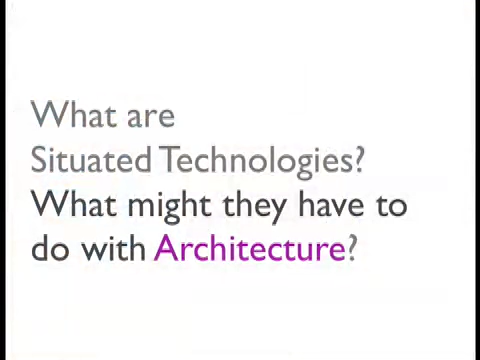 What are
Situated Technologies?
What might they have to
do with Architecture?